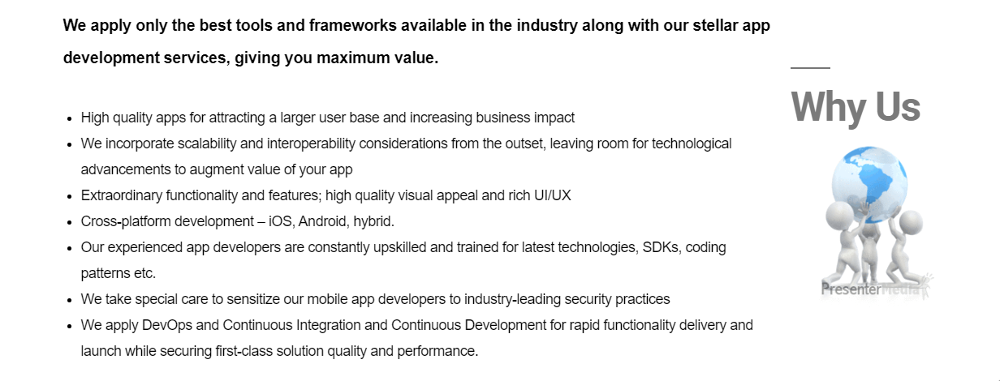 We apply only the best tools and frameworks available in the industry along with our stellar app
development services, giving you maximum value.
Why Us
• High quality apps for attracting a larger user base and increasing business impact
• We incorporate scalability and interoperability considerations from the outset, leaving room for technological
advancements to augment value of your app
• Extraordinary functionality and features; high quality visual appeal and rich UI/UX
• Cross-platform development – iOS, Android, hybrid.
• Our experienced app developers are constantly upskilled and trained for latest technologies, SDKs, coding
patterns etc.
• We take special care to sensitize our mobile app developers to industry-leading security practices
• We apply DevOps and Continuous Integration and Continuous Development for rapid functionality delivery and
launch while securing first-class solution quality and performance.
PresenterMedia